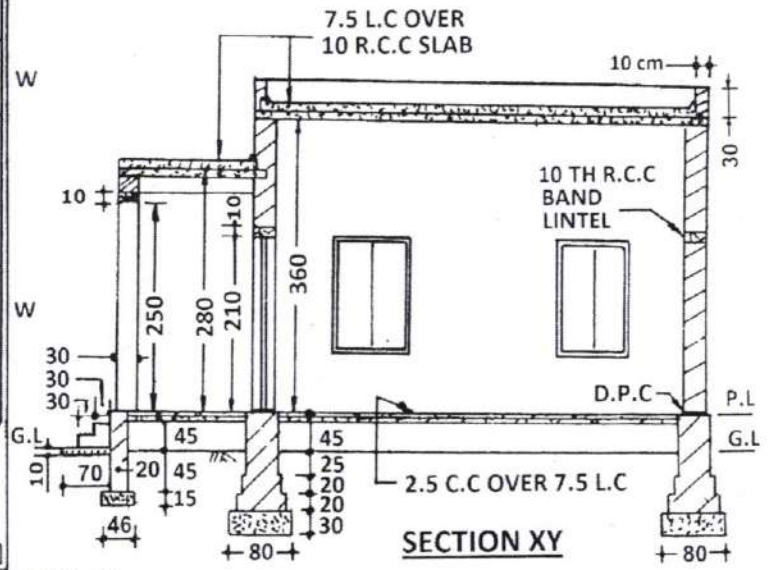 7.5 L.C OVER
10 R.C.C SLAB
W
10 cm
30
10 TH R.C.C
BAND
LINTEL
10
10
250
280
210
360
W
30
30
30
D.P.C
P.L
G.L
G.L
45
45
10
70
20
45
15
25
20
20
30
2.5 C.C OVER 7.5 L.C
46
80
SECTION XY
80